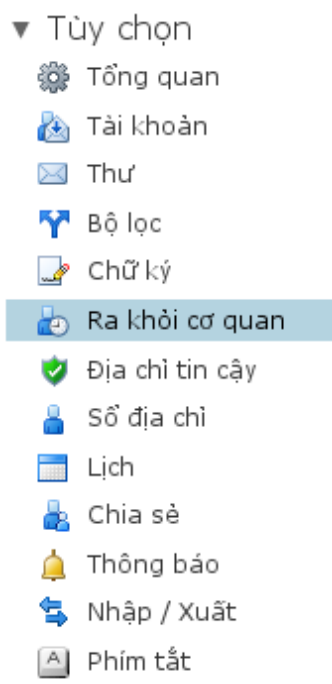 Tùy chọn
Tổng quan
Tài khoản
Thư
Bộ lọc
Chữ ký
Ra khỏi cơ quan
Địa chỉ tin cậy
Sổ địa chỉ
Lịch
Chia sẻ
Thông báo
Nhập / Xuất
A Phím tắt